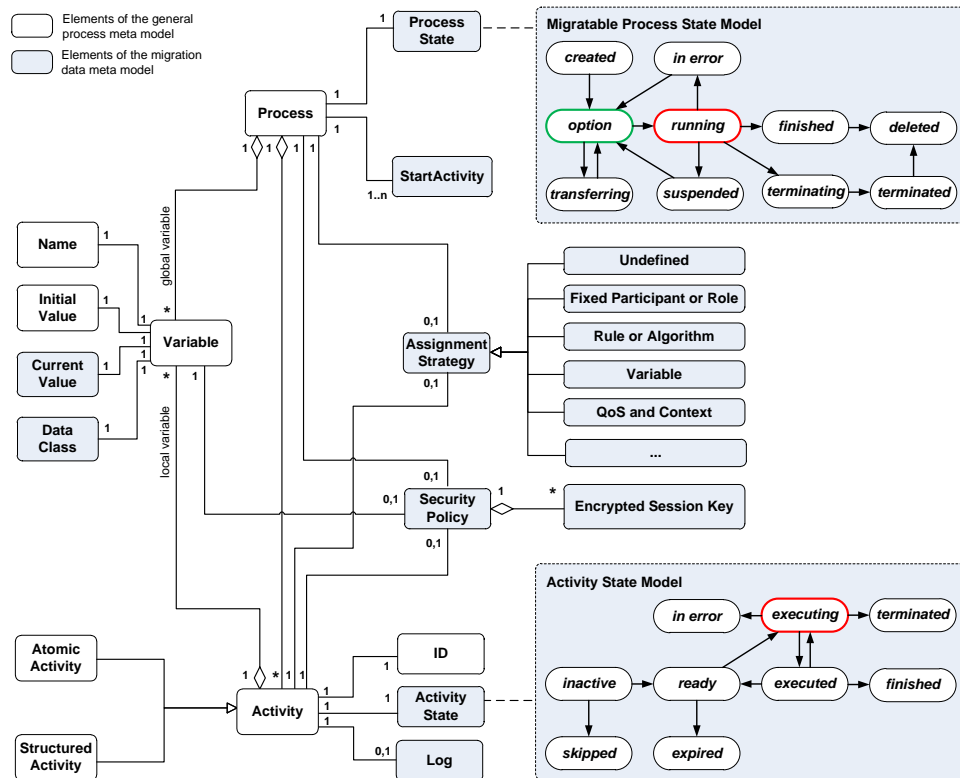 Elements of the general
process meta model
Elements of the migration
data meta model
1
Process
State
Migratable Process State Model
created
in error
option
running
finished
deleted
transferring
suspended
terminating
terminated
Process
1
1
1
1
1
1
1
StartActivity
1..n
global variable
Name
1
Initial
Value
1
Current
Value
1
Data
Class
1
*
1
1
1
1
Variable
*
1
local variable
0,1
Assignment
Strategy
0,1
Undefined
Fixed Participant or Role
Rule or Algorithm
Variable
QoS and Context
...
0,1
0,1
Security
Policy
0,1
1
*
Encrypted Session Key
Activity State Model
in error
executing
terminated
inactive
ready
executed
finished
skipped
expired
Atomic
Activity
Structured
Activity
1
*
1
1
Activity
1
1
1
1
ID
1
Activity
State
0,1
Log